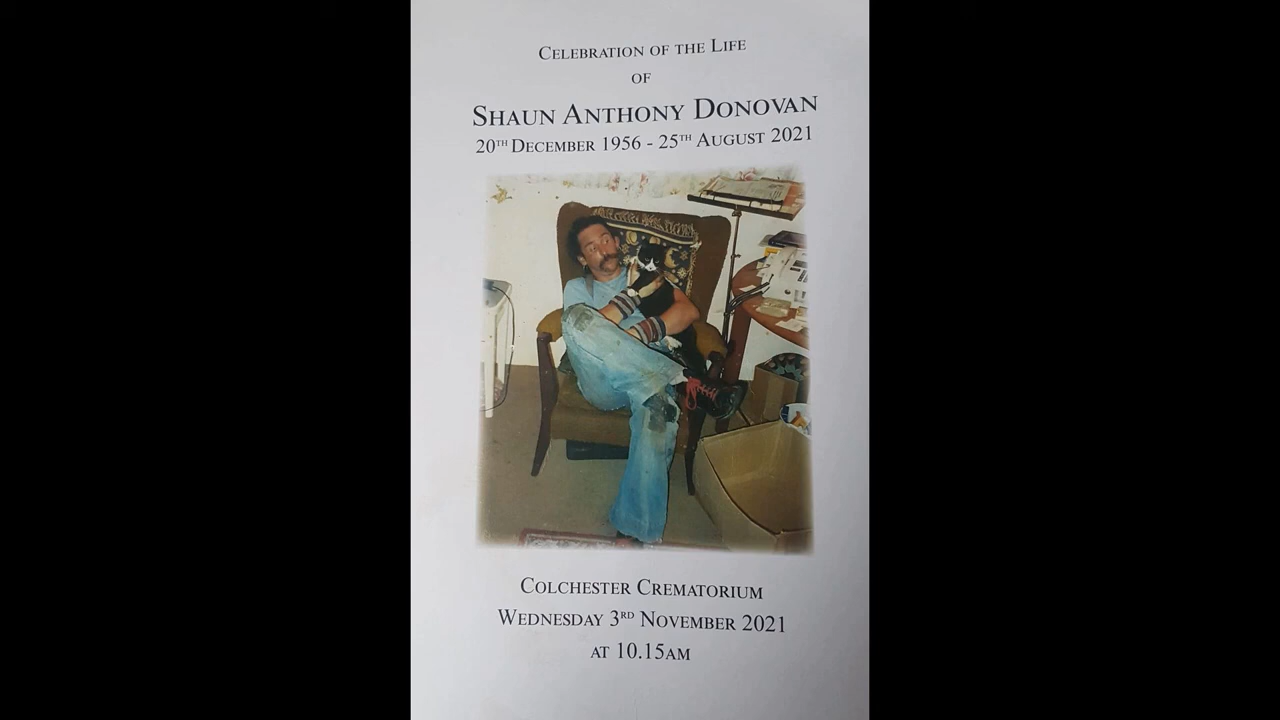 Celebration of the Life
of
Shaun Anthony Donovan
20th December 1956 - 25th August 2021
Colchester Crematorium
Wednesday 3rd November 2021
at 10.15am